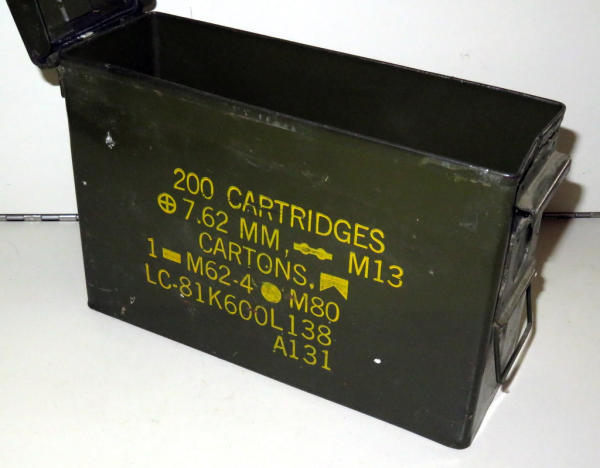 200 CARTRIDGES
7.62 MM, M13
CARTONS,
1 M62-4 M80
LC-81K600L138
A131